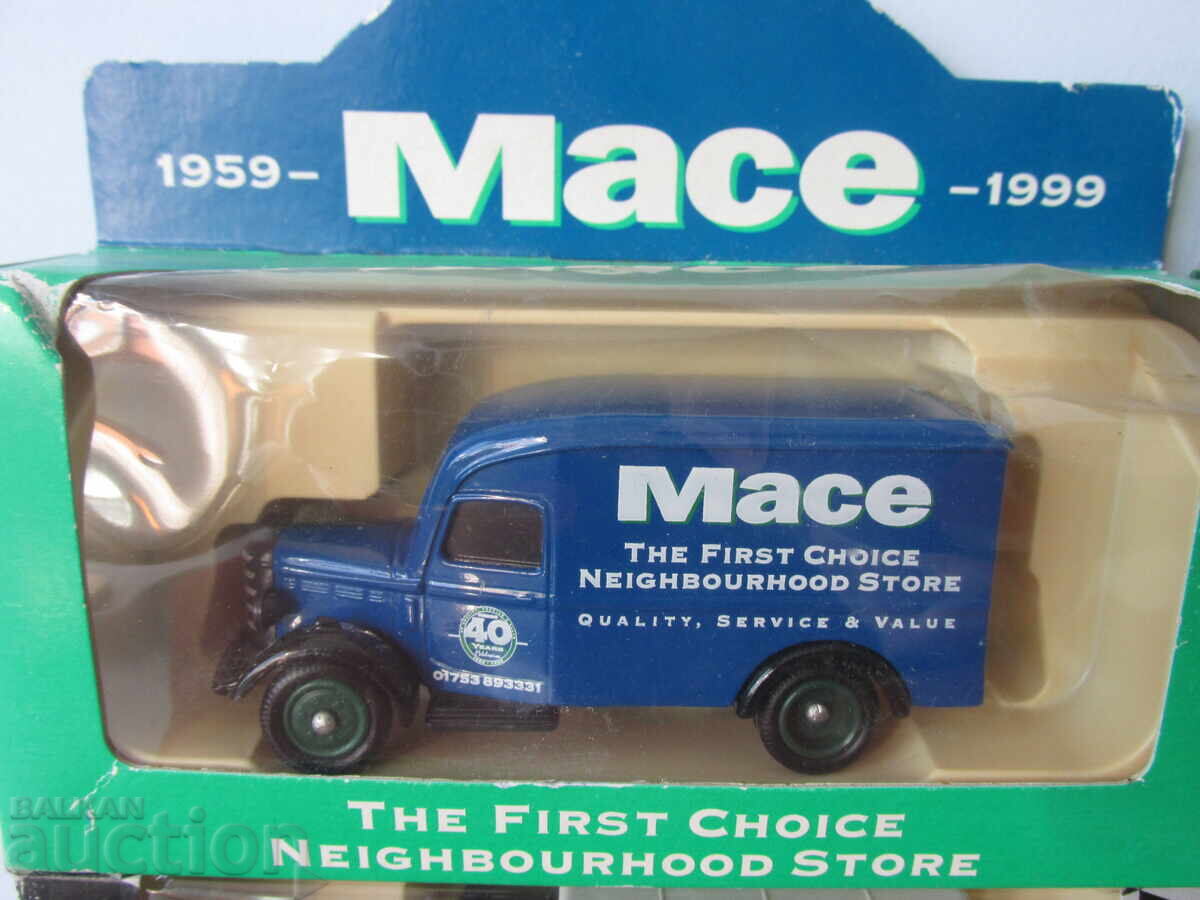 1959 – Mace – 1999
Mace
THE FIRST CHOICE
NEIGHBOURHOOD STORE
QUALITY, SERVICE & VALUE
40
YEARS
01753 893331
THE FIRST CHOICE
NEIGHBOURHOOD STORE
BALKAN
auction